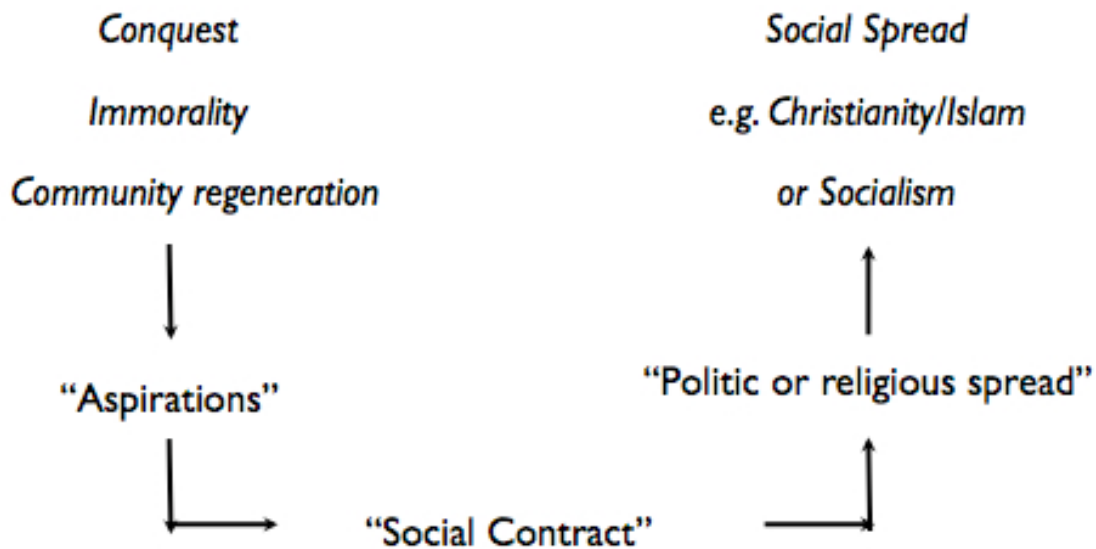 Conquest
Immorality
Community regeneration
“Aspirations”
“Social Contract”
Social Spread
e.g. Christianity/Islam
or Socialism
“Politic or religious spread”